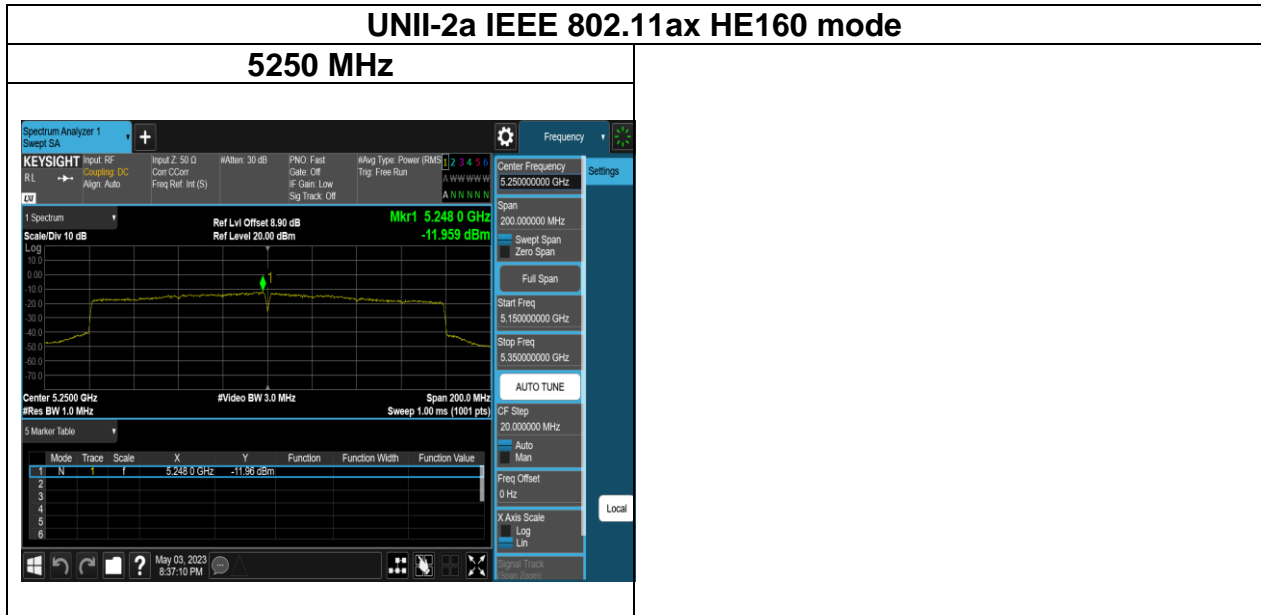 UNII-2a IEEE 802.11ax HE160 mode
5250 MHz
Spectrum Analyzer 1
Swept SA
+
Frequency
KEYSIGHT
RL
LXI
Input: RF
Coupling: DC
Align: Auto
Input Z: 50 Ω
Corr CCorr
Freq Ref: Int (S)
#Atten: 30 dB
PNO: Fast
Gate: Off
IF Gain: Low
Sig Track: Off
#Avg Type: Power (RMS
Trig: Free Run
1 2 3 4 5 6
A W W W W W
A N N N N N
Center Frequency
5.250000000 GHz
Settings
Span
200.000000 MHz
Swept Span
Zero Span
Full Span
Start Freq
5.150000000 GHz
Stop Freq
5.350000000 GHz
AUTO TUNE
CF Step
20.000000 MHz
Auto
Man
Freq Offset
0 Hz
X Axis Scale
Log
Lin
Signal Track
(Span Zoom)
Local
1 Spectrum
Scale/Div 10 dB
Ref Lvl Offset 8.90 dB
Ref Level 20.00 dBm
Mkr1 5.248 0 GHz
-11.959 dBm
Log
10.0
0.00
-10.0
-20.0
-30.0
-40.0
-50.0
-60.0
-70.0
1
Center 5.2500 GHz
#Video BW 3.0 MHz
Span 200.0 MHz
#Res BW 1.0 MHz
Sweep 1.00 ms (1001 pts)
5 Marker Table
Mode Trace Scale X Y Function Function Width Function Value
1 N 1 f 5.248 0 GHz -11.96 dBm
2
3
4
5
6
?
May 03, 2023
8:37:10 PM